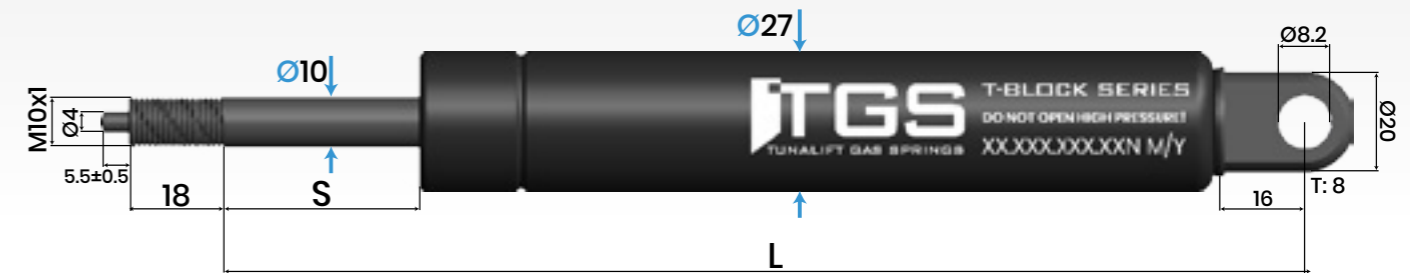 Ø27
Ø8.2
Ø10
M10x1
Ø4
TGS
TUNALIFT GAS SPRINGS
T-BLOCK SERIES
DO NOT OPEN HIGH PRESSURE!
XX.XXX.XXX.XXN M/Y
Ø20
5.5±0.5
18
S
16
T: 8
L